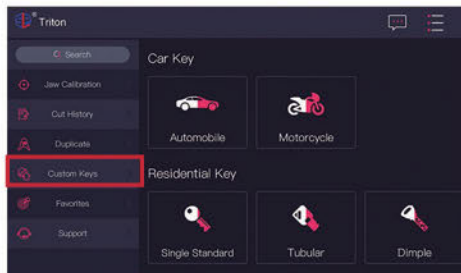 Triton
Search
Jaw Calibration
Cut History
Duplicate
Custom Keys
Favorites
Support
Car Key
Automobile
Motorcycle
Residential Key
Single Standard
Tubular
Dimple